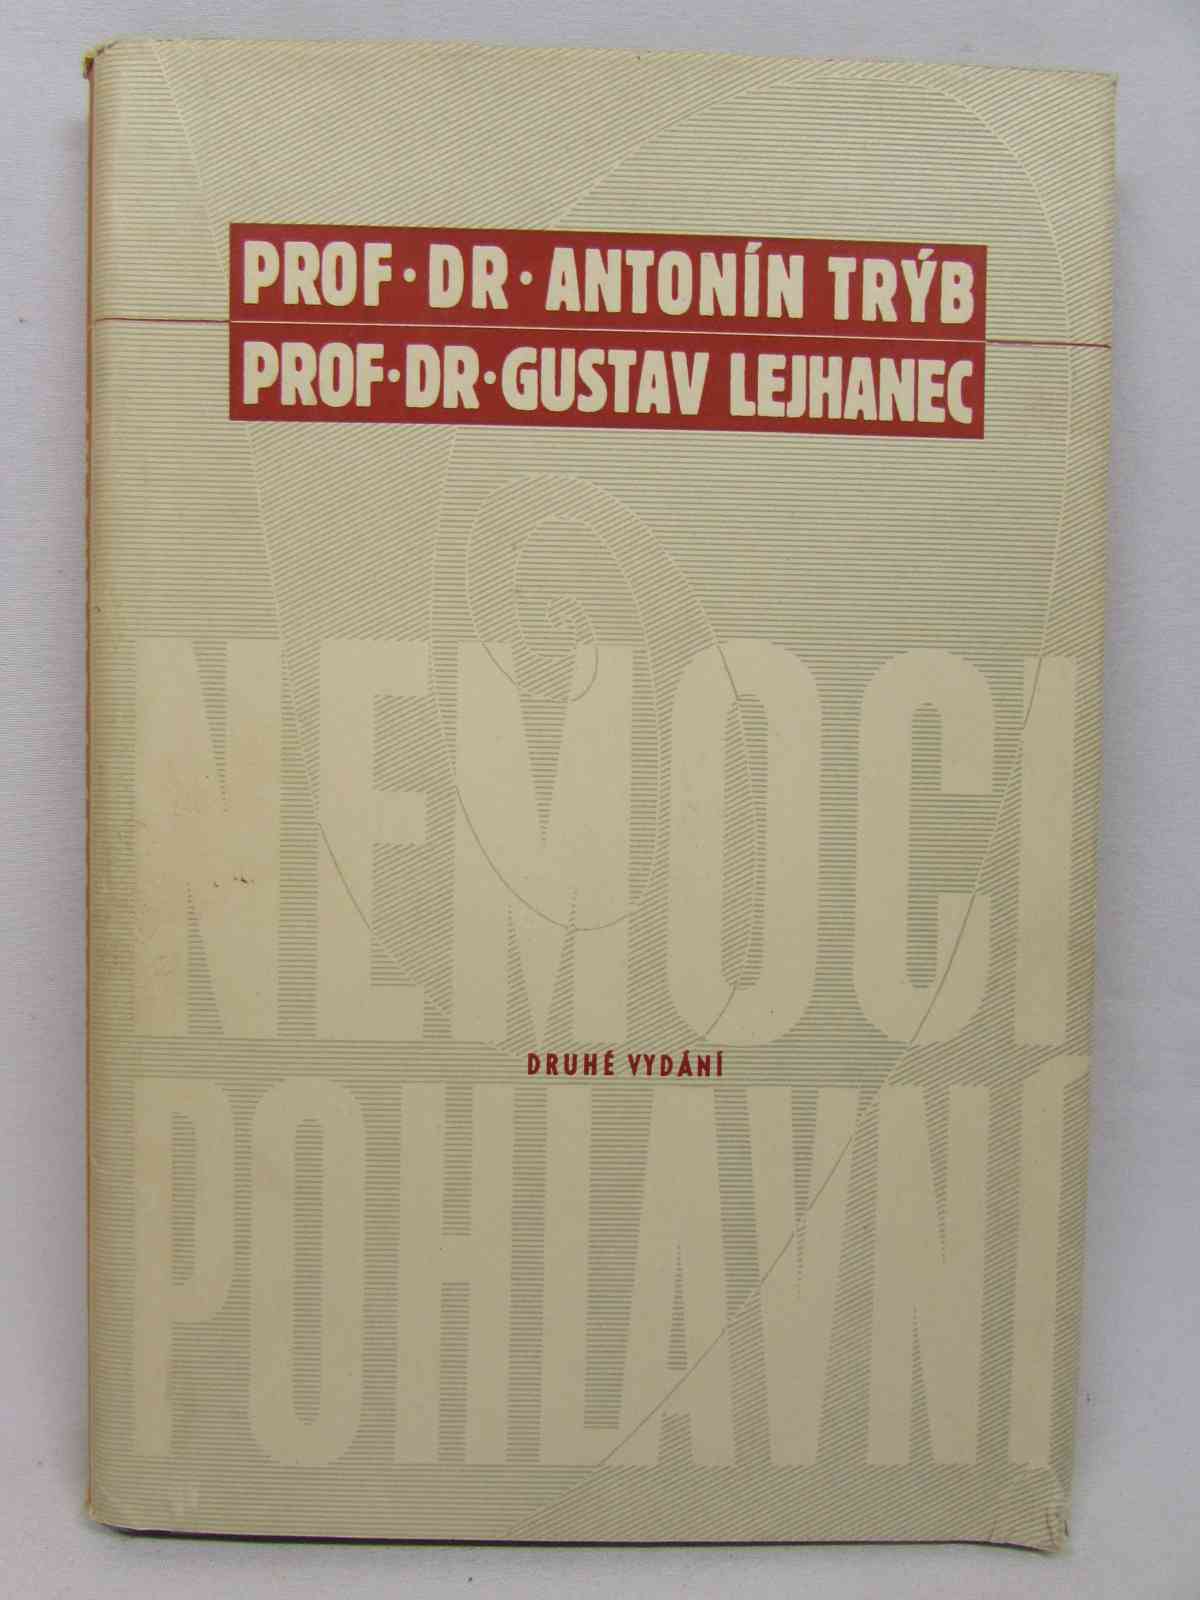 PROF · DR · ANTONÍN TRÝB
PROF · DR · GUSTAV LEJHANEC
NEMOCI
DRUHÉ VYDÁNÍ
POHLAVNÍ